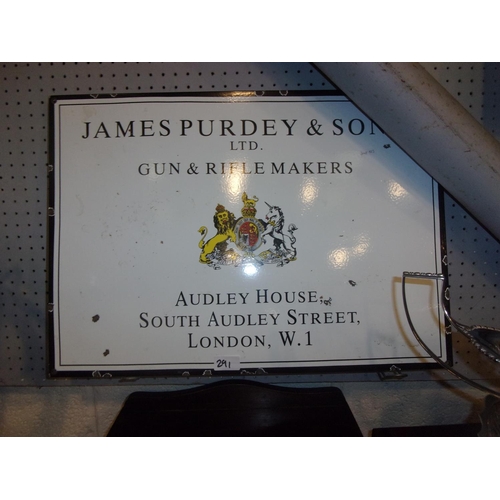 JAMES PURDEY & SON
LTD.
GUN & RIFLE MAKERS
AUDLEY HOUSE,
SOUTH AUDLEY STREET,
LONDON, W.1
291